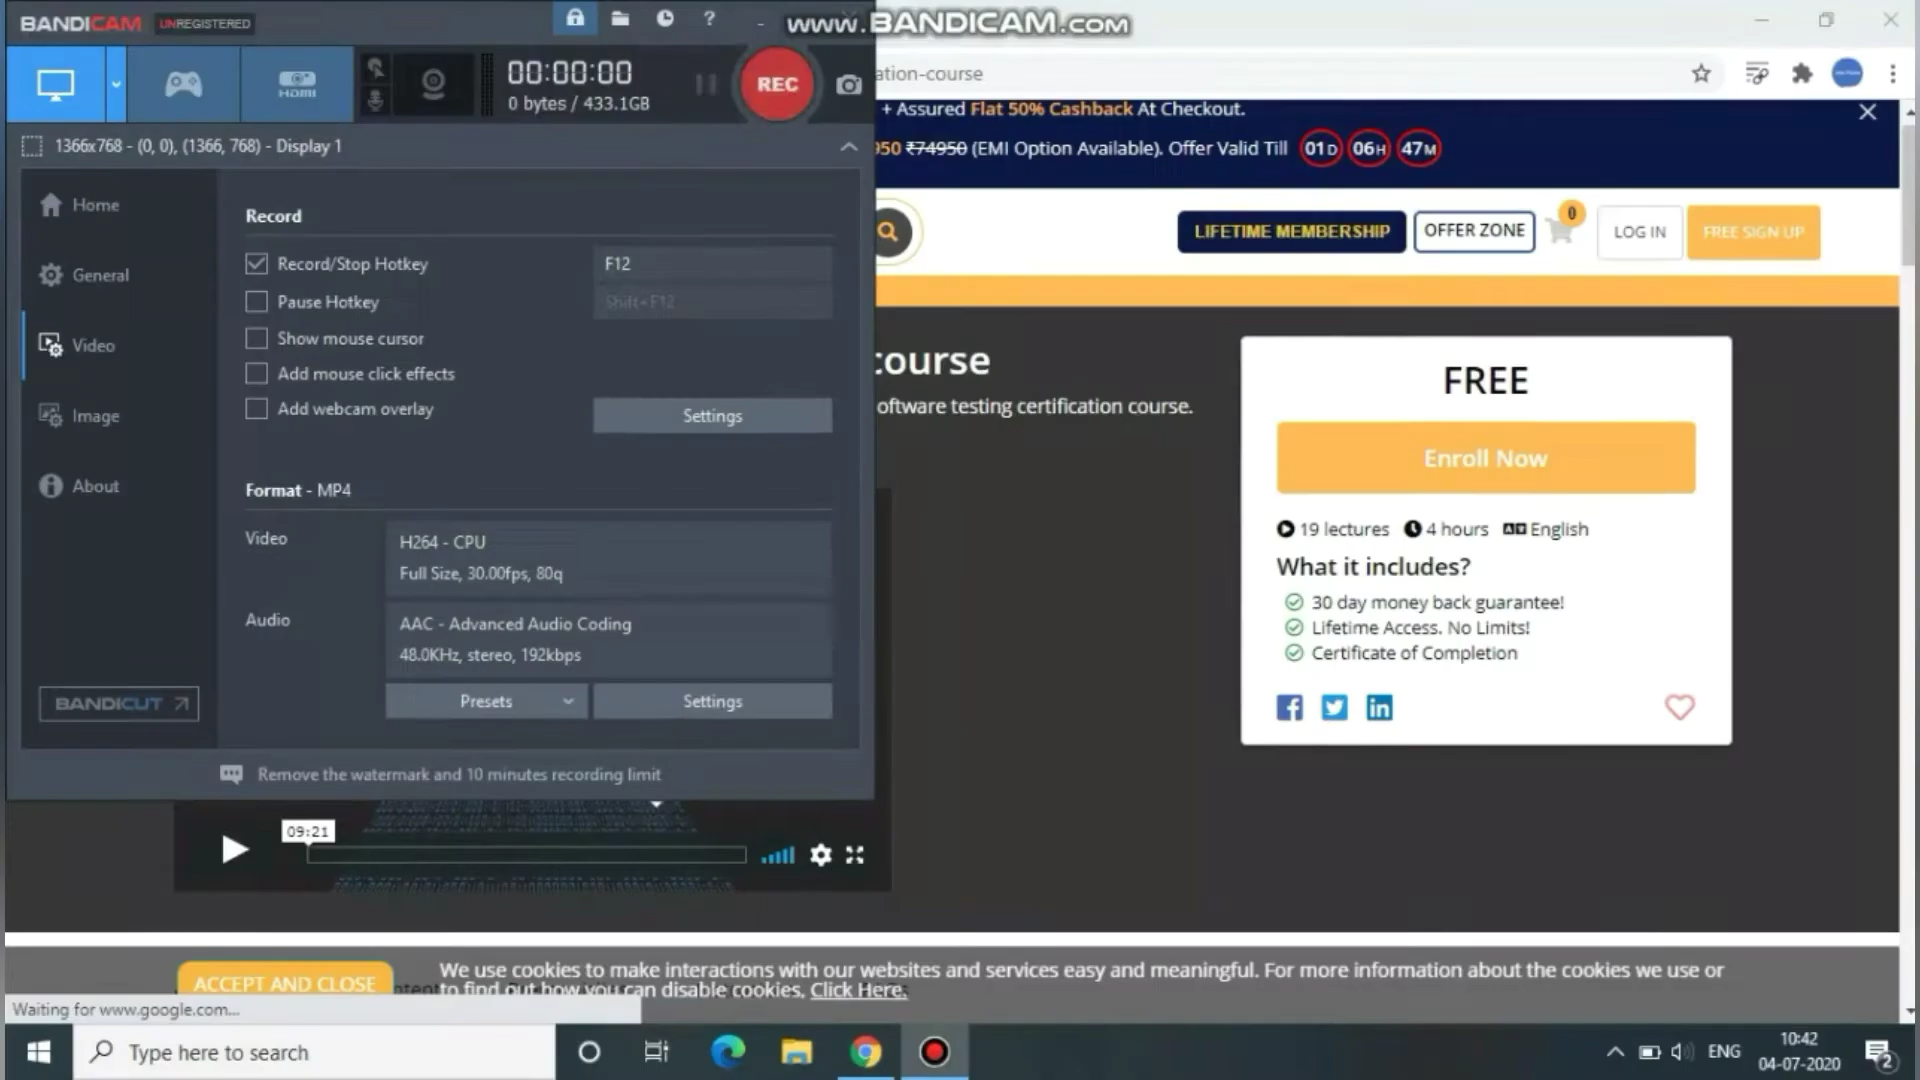 BANDICAM UNREGISTERED
?
www.BANDICAM.com
HDMI
00:00:00
0 bytes / 433.1GB
REC
1366x768 - (0, 0), (1366, 768) - Display 1
Home
General
Video
Image
About
BANDICUT
Record
Record/Stop Hotkey
F12
Pause Hotkey
Shift+F12
Show mouse cursor
Add mouse click effects
Add webcam overlay
Settings
Format - MP4
Video
H264 - CPU
Full Size, 30.00fps, 80q
Audio
AAC - Advanced Audio Coding
48.0KHz, stereo, 192kbps
Presets
Settings
Remove the watermark and 10 minutes recording limit
ation-course
+ Assured Flat 50% Cashback At Checkout.
950 ₹74950 (EMI Option Available). Offer Valid Till 01D 06H 47M
LIFETIME MEMBERSHIP
OFFER ZONE
0
LOG IN
FREE SIGN UP
course
oftware testing certification course.
FREE
Enroll Now
19 lectures 4 hours English
What it includes?
30 day money back guarantee!
Lifetime Access. No Limits!
Certificate of Completion
09:21
ACCEPT AND CLOSE
We use cookies to make interactions with our websites and services easy and meaningful. For more information about the cookies we use or
to find out how you can disable cookies, Click Here.
Waiting for www.google.com...
Type here to search
ENG
10:42
04-07-2020
2